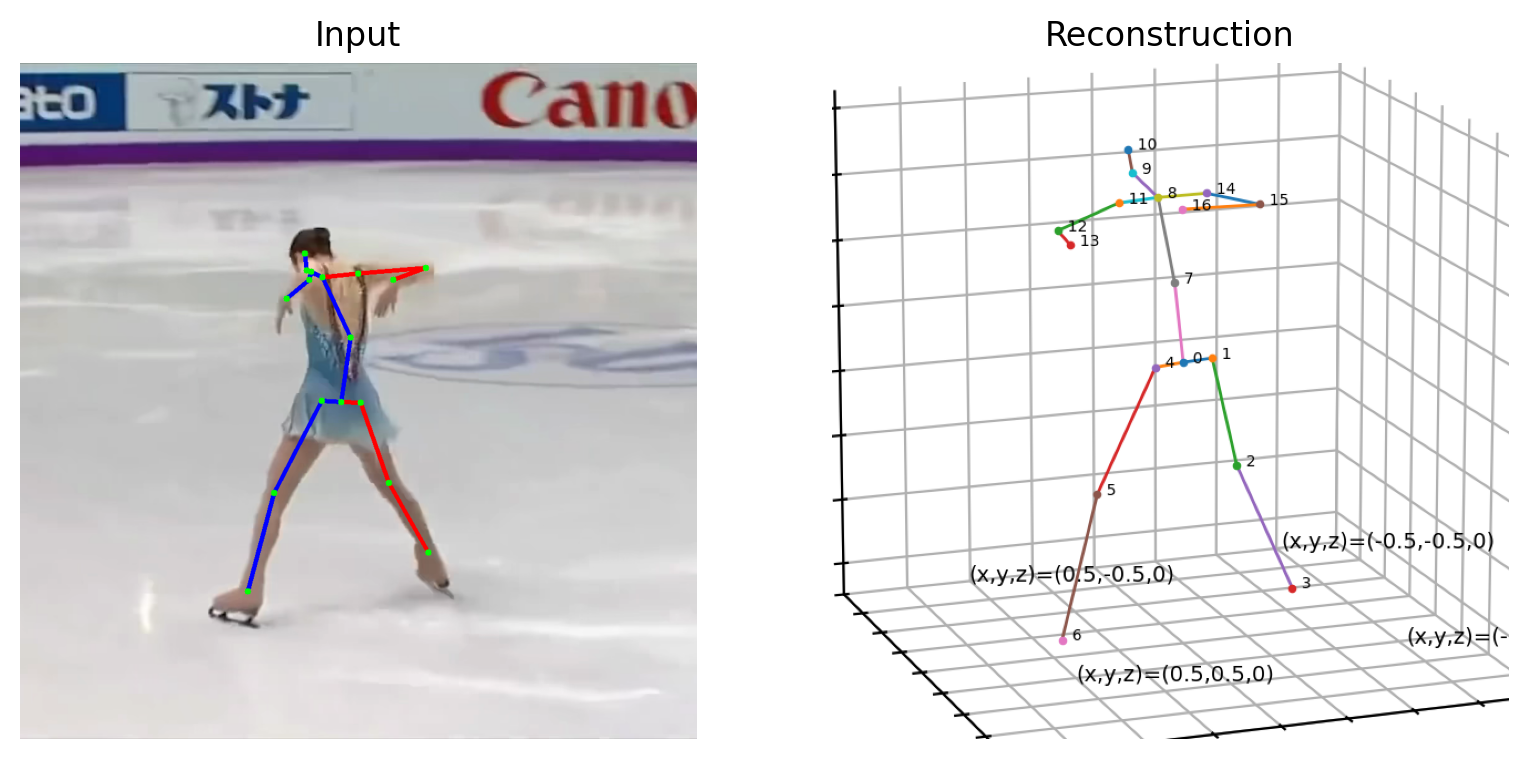 Input
Reconstruction
ato
ストナ
Cano
10
9
11
8
14
15
16
12
13
7
4
0
1
5
2
3
6
(x,y,z)=(-0.5,-0.5,0)
(x,y,z)=(0.5,-0.5,0)
(x,y,z)=(-
(x,y,z)=(0.5,0.5,0)